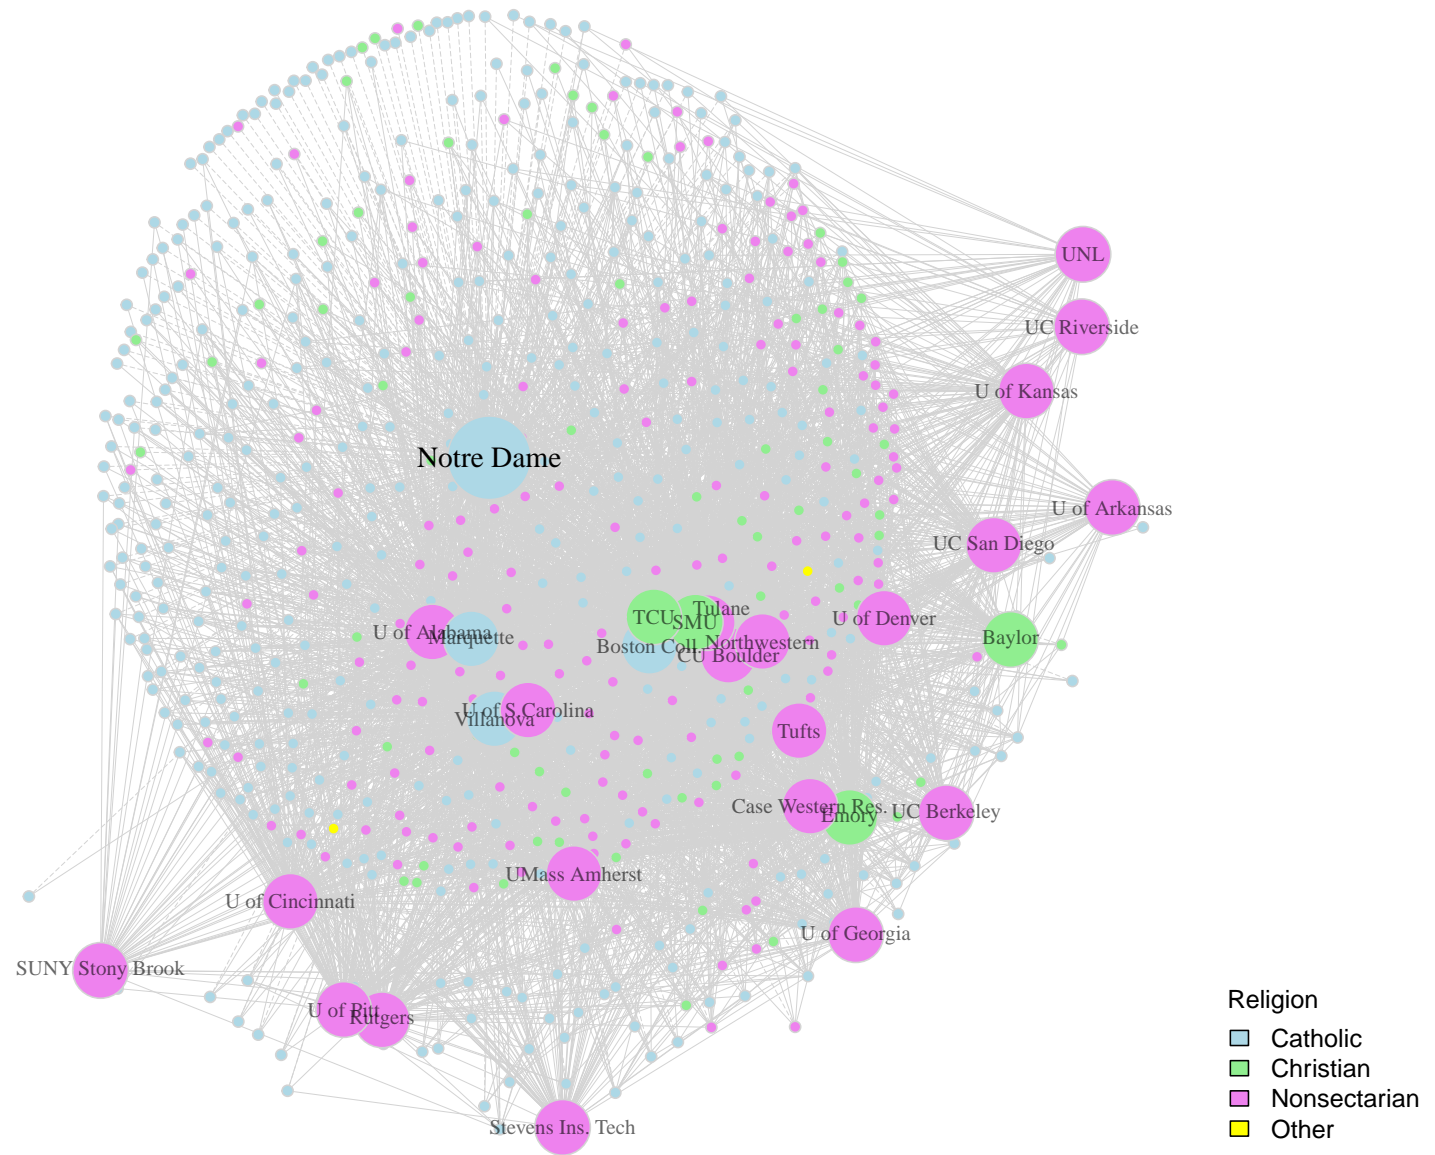 UNL
UC Riverside
U of Kansas
Notre Dame
U of Arkansas
UC San Diego
Tulane
TCU
SMU
U of Denver
U of Alabama
Marquette
Baylor
Northwestern
Boston Coll.
CU Boulder
U of S.Carolina
Villanova
Tufts
Case Western Res.
Emory
UC Berkeley
UMass Amherst
U of Cincinnati
U of Georgia
SUNY Stony Brook
U of Pitt
Rutgers
Stevens Ins. Tech
Religion
Catholic
Christian
Nonsectarian
Other